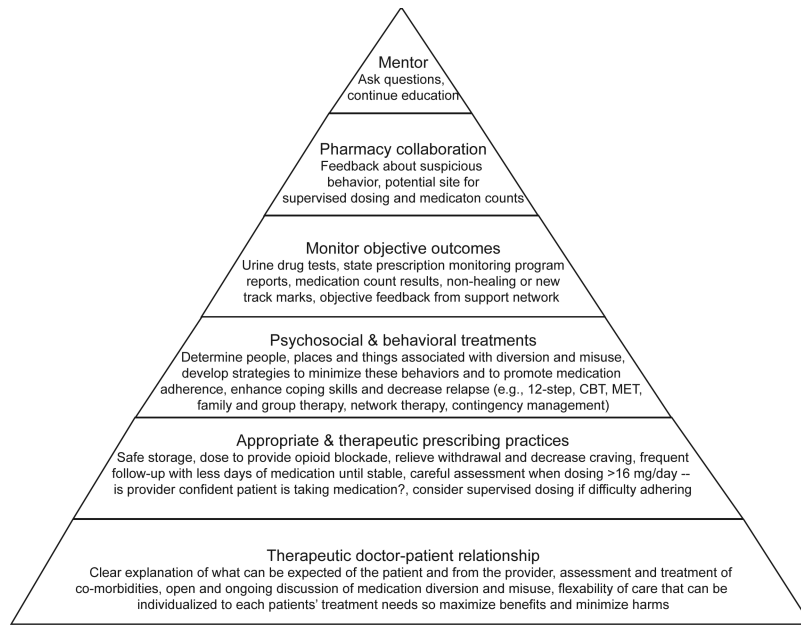 Mentor
Ask questions,
continue education
Pharmacy collaboration
Feedback about suspicious
behavior, potential site for
supervised dosing and medicaton counts
Monitor objective outcomes
Urine drug tests, state prescription monitoring program
reports, medication count results, non-healing or new
track marks, objective feedback from support network
Psychosocial & behavioral treatments
Determine people, places and things associated with diversion and misuse,
develop strategies to minimize these behaviors and to promote medication
adherence, enhance coping skills and decrease relapse (e.g., 12-step, CBT, MET,
family and group therapy, network therapy, contingency management)
Appropriate & therapeutic prescribing practices
Safe storage, dose to provide opioid blockade, relieve withdrawal and decrease craving, frequent
follow-up with less days of medication until stable, careful assessment when dosing >16 mg/day --
is provider confident patient is taking medication?, consider supervised dosing if difficulty adhering
Therapeutic doctor-patient relationship
Clear explanation of what can be expected of the patient and from the provider, assessment and treatment of
co-morbidities, open and ongoing discussion of medication diversion and misuse, flexability of care that can be
individualized to each patients' treatment needs so maximize benefits and minimize harms